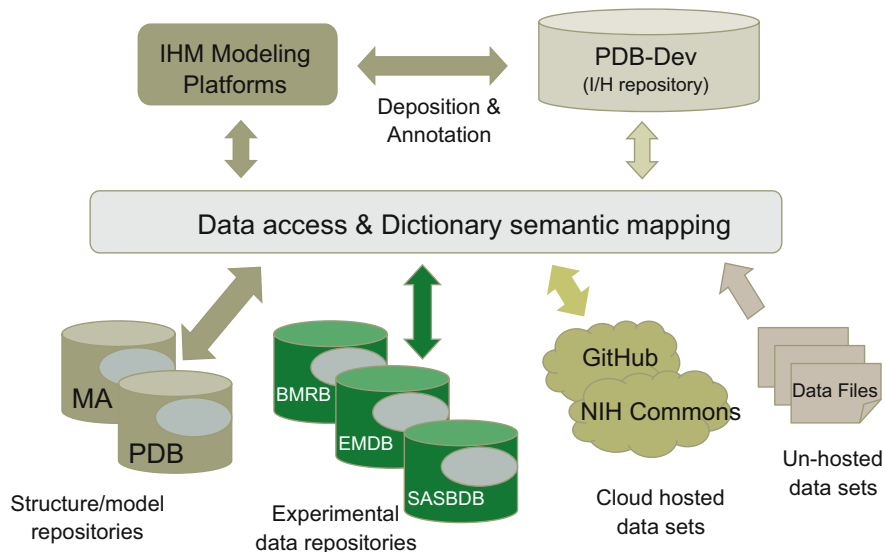 IHM Modeling
Platforms
PDB-Dev
(I/H repository)
Deposition &
Annotation
Data access & Dictionary semantic mapping
MA
PDB
Structure/model
repositories
BMRB
EMDB
SASBDB
Experimental
data repositories
GitHub
NIH Commons
Cloud hosted
data sets
Data Files
Un-hosted
data sets